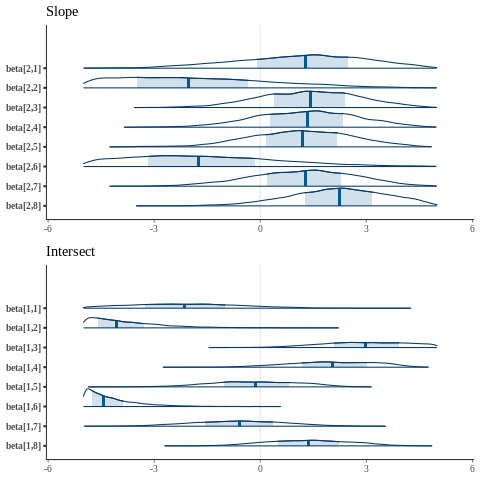 Slope
beta[2,1]
beta[2,2]
beta[2,3]
beta[2,4]
beta[2,5]
beta[2,6]
beta[2,7]
beta[2,8]
-6 -3 0 3 6
Intersect
beta[1,1]
beta[1,2]
beta[1,3]
beta[1,4]
beta[1,5]
beta[1,6]
beta[1,7]
beta[1,8]
-6 -3 0 3 6